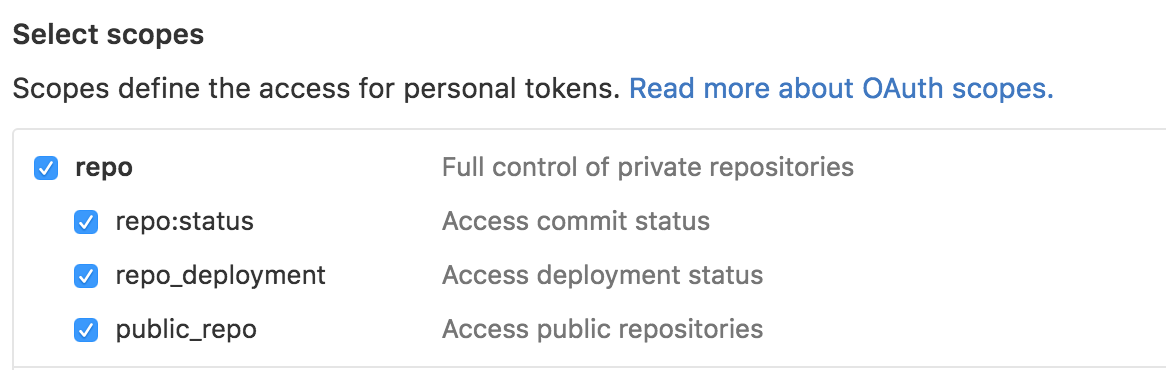 Select scopes
Scopes define the access for personal tokens. Read more about OAuth scopes.
repo Full control of private repositories
repo:status Access commit status
repo_deployment Access deployment status
public_repo Access public repositories